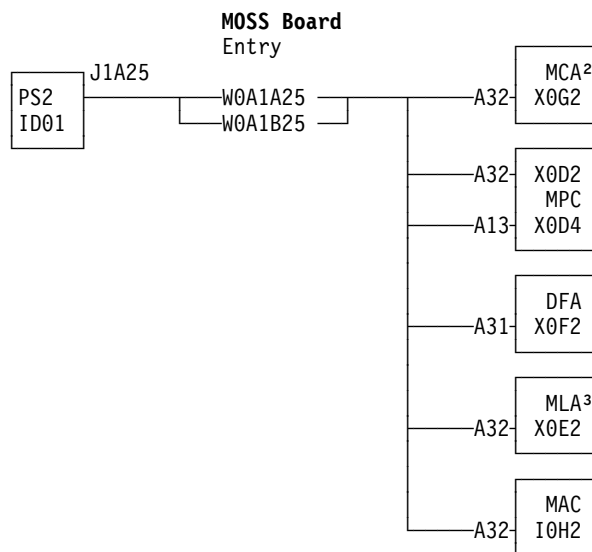 MOSS Board
Entry
J1A25
PS2
ID01
W0A1A25
W0A1B25
A32
MCA²
X0G2
A32
X0D2
MPC
A13
X0D4
DFA
A31
X0F2
MLA³
A32
X0E2
MAC
A32
I0H2